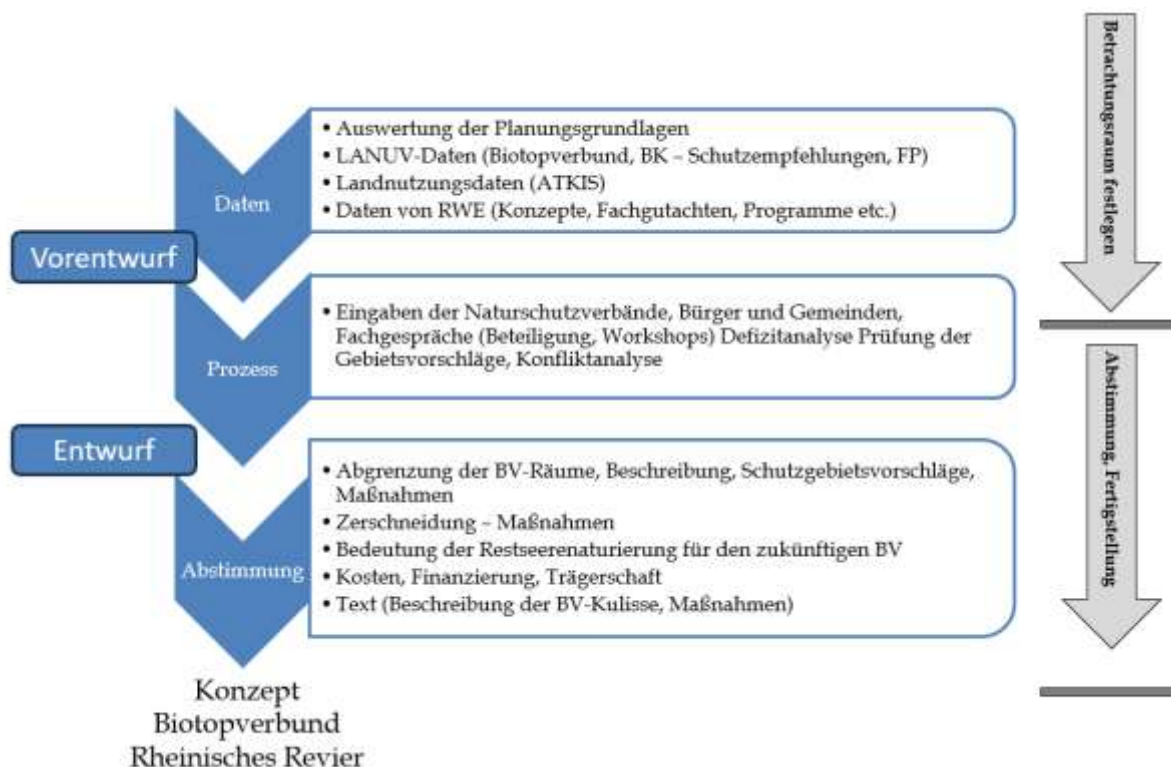 Daten
• Auswertung der Planungsgrundlagen
• LANUV-Daten (Biotopverbund, BK – Schutzempfehlungen, FP)
• Landnutzungsdaten (ATKIS)
• Daten von RWE (Konzepte, Fachgutachten, Programme etc.)
Vorentwurf
Prozess
• Eingaben der Naturschutzverbände, Bürger und Gemeinden,
Fachgespräche (Beteiligung, Workshops) Defizitanalyse Prüfung der
Gebietsvorschläge, Konfliktanalyse
Entwurf
Abstimmung
• Abgrenzung der BV-Räume, Beschreibung, Schutzgebietsvorschläge,
Maßnahmen
• Zerschneidung – Maßnahmen
• Bedeutung der Restseerenaturierung für den zukünftigen BV
• Kosten, Finanzierung, Trägerschaft
• Text (Beschreibung der BV-Kulisse, Maßnahmen)
Konzept
Biotopverbund
Rheinisches Revier
Betrachtungsraum festlegen
Abstimmung, Fertigstellung